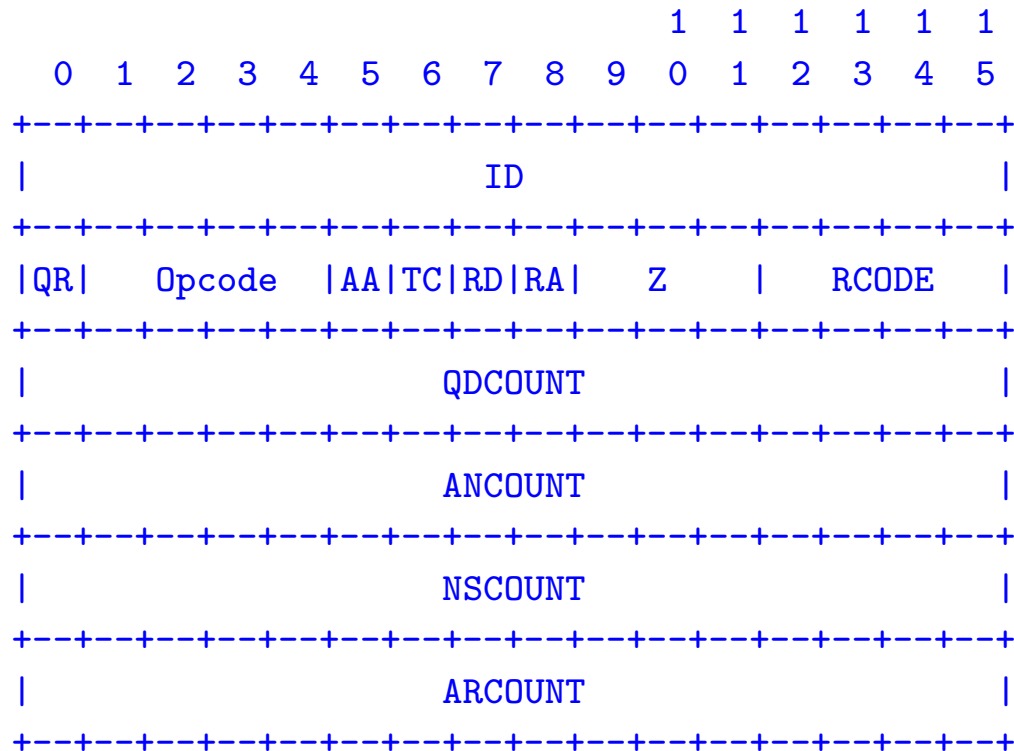 1  1  1  1  1  1
  0  1  2  3  4  5  6  7  8  9  0  1  2  3  4  5
+--+--+--+--+--+--+--+--+--+--+--+--+--+--+--+--+
|                      ID                       |
+--+--+--+--+--+--+--+--+--+--+--+--+--+--+--+--+
|QR|   Opcode  |AA|TC|RD|RA|   Z    |   RCODE   |
+--+--+--+--+--+--+--+--+--+--+--+--+--+--+--+--+
|                    QDCOUNT                    |
+--+--+--+--+--+--+--+--+--+--+--+--+--+--+--+--+
|                    ANCOUNT                    |
+--+--+--+--+--+--+--+--+--+--+--+--+--+--+--+--+
|                    NSCOUNT                    |
+--+--+--+--+--+--+--+--+--+--+--+--+--+--+--+--+
|                    ARCOUNT                    |
+--+--+--+--+--+--+--+--+--+--+--+--+--+--+--+--+